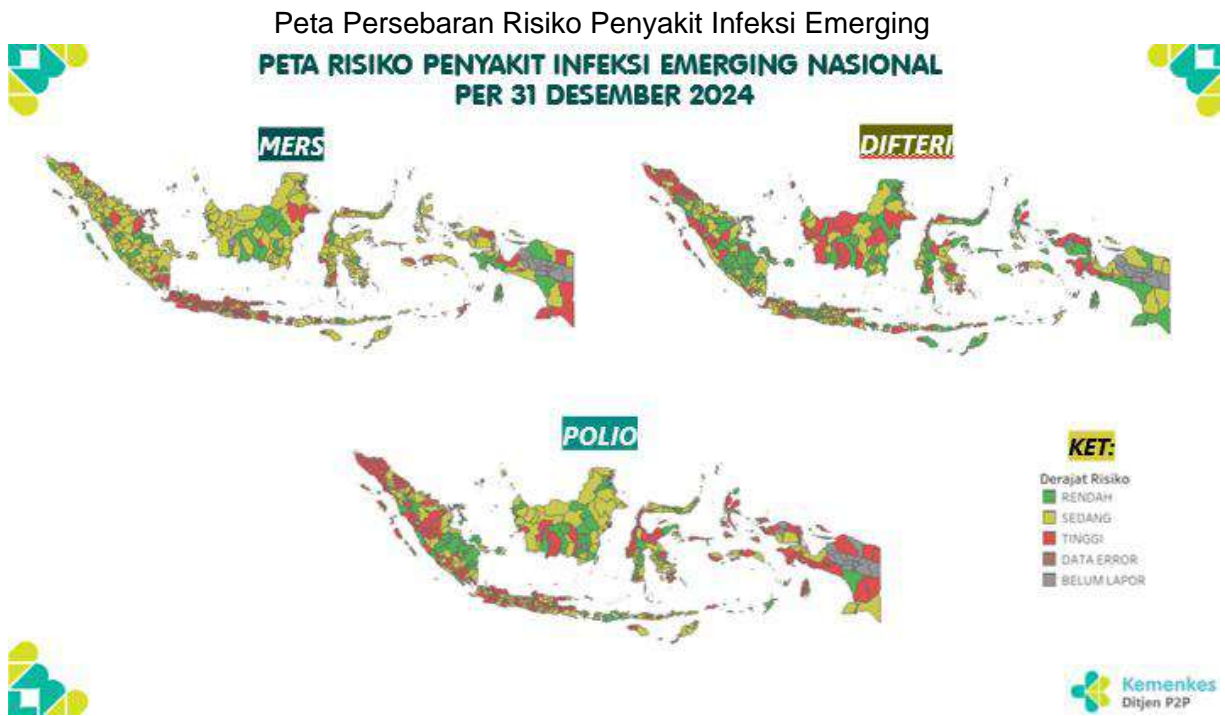 Peta Persebaran Risiko Penyakit Infeksi Emerging
PETA RISIKO PENYAKIT INFEKSI EMERGING NASIONAL
PER 31 DESEMBER 2024
MERS
DIFTERI
POLIO
KET:
Derajat Risiko
RENDAH
SEDANG
TINGGI
DATA ERROR
BELUM LAPOR
Kemenkes
Ditjen P2P